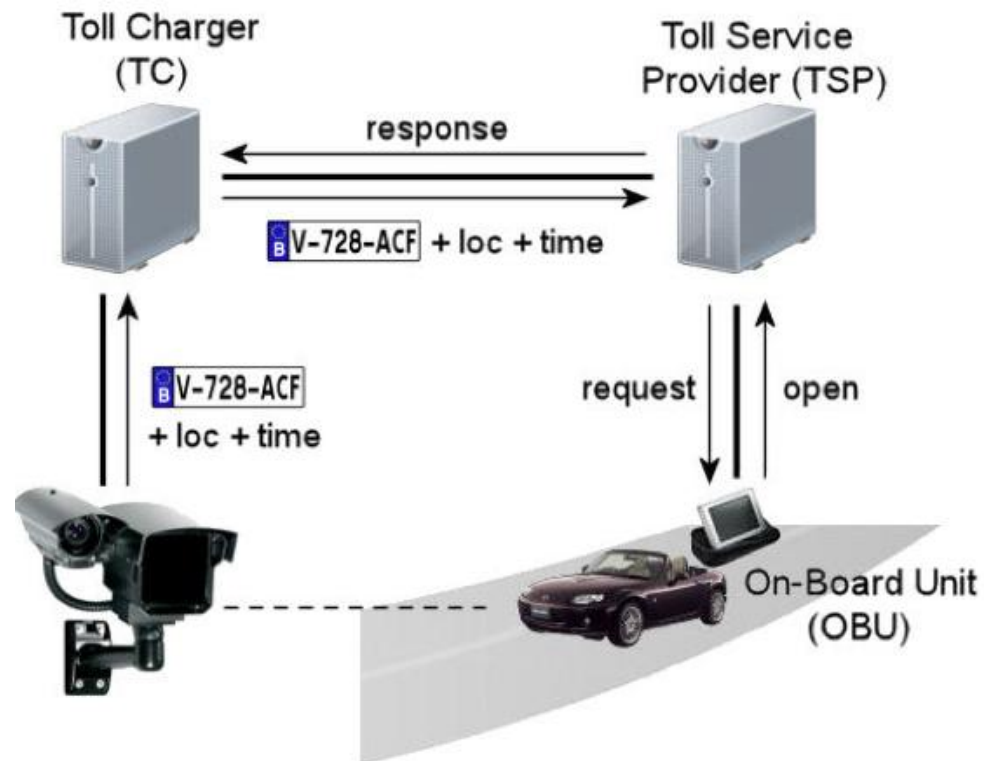 Toll Charger
(TC)
Toll Service
Provider (TSP)
response
B V-728-ACF + loc + time
B V-728-ACF
+ loc + time
request
open
On-Board Unit
(OBU)